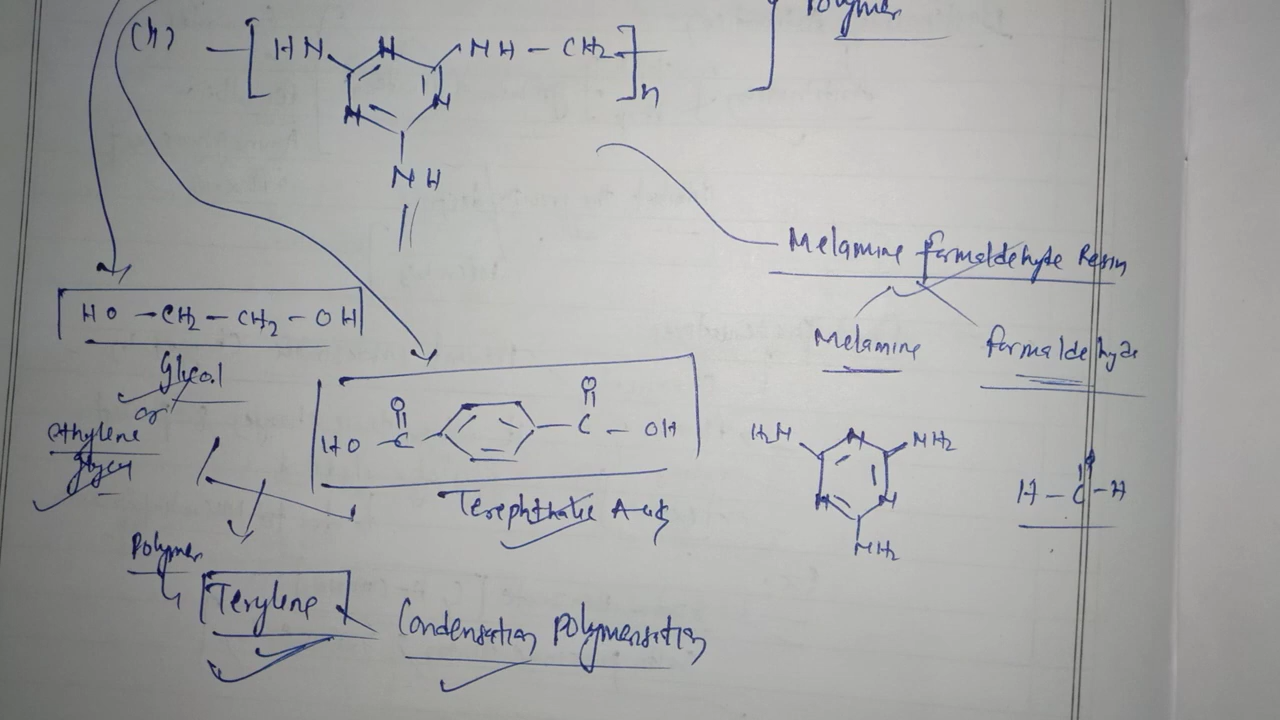 Polymer
(h) —[ HN N NH — CH2 ]n
N N
NH
Melamine formaldehyde Resin
HO — CH2 — CH2 — OH
Glycol
or
ethylene
glycol
Melamine formaldehyde
O O
HO C C — OH
Terephthalic Acid
H2N N NH2
N N
NH2
O
H — C — H
Polymer
Terylene
Condensation Polymerisation